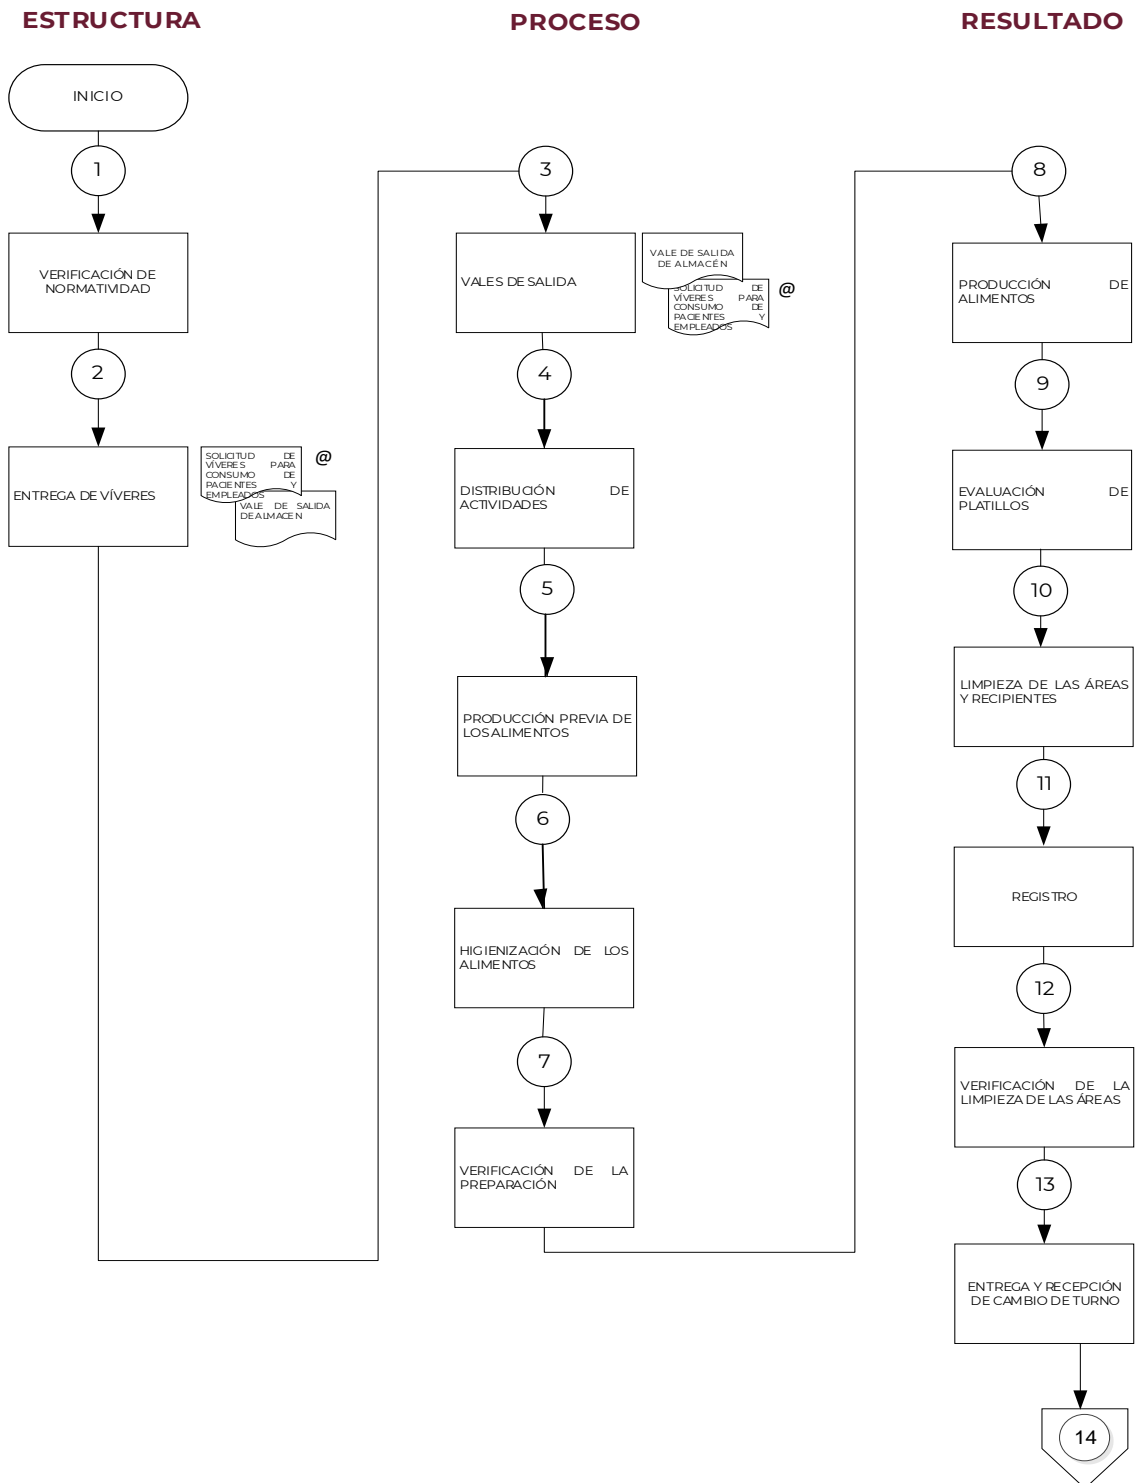 ESTRUCTURA
INICIO
1
VERIFICACIÓN DE
NORMATIVIDAD
2
ENTREGA DE VÍVERES
SOLICITUD DE
VÍVERES PARA
CONSUMO DE
PACIENTES Y
EMPLEADOS
@
VALE DE SALIDA
DE ALMACEN
PROCESO
3
VALES DE SALIDA
VALE DE SALIDA
DE ALMACÉN
SOLICITUD DE
VÍVERES PARA
CONSUMO DE
PACIENTES Y
EMPLEADOS
@
4
DISTRIBUCIÓN DE
ACTIVIDADES
5
PRODUCCIÓN PREVIA DE
LOS ALIMENTOS
6
HIGIENIZACIÓN DE LOS
ALIMENTOS
7
VERIFICACIÓN DE LA
PREPARACIÓN
RESULTADO
8
PRODUCCIÓN DE
ALIMENTOS
9
EVALUACIÓN DE
PLATILLOS
10
LIMPIEZA DE LAS ÁREAS
Y RECIPIENTES
11
REGISTRO
12
VERIFICACIÓN DE LA
LIMPIEZA DE LAS ÁREAS
13
ENTREGA Y RECEPCIÓN
DE CAMBIO DE TURNO
14